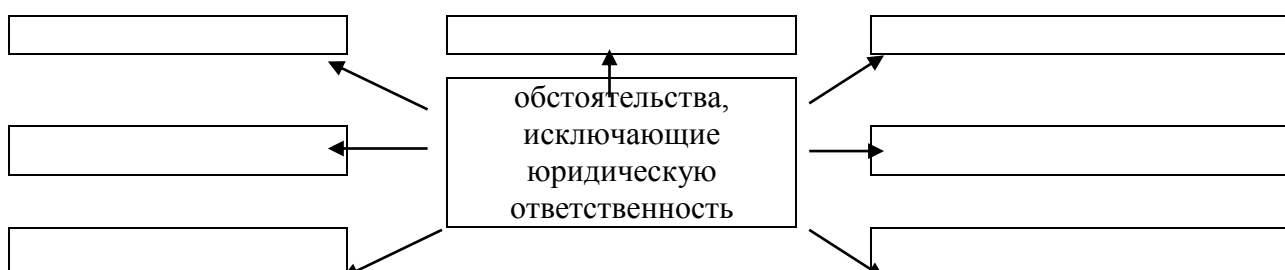 обстоятельства,
исключающие
юридическую
ответственность